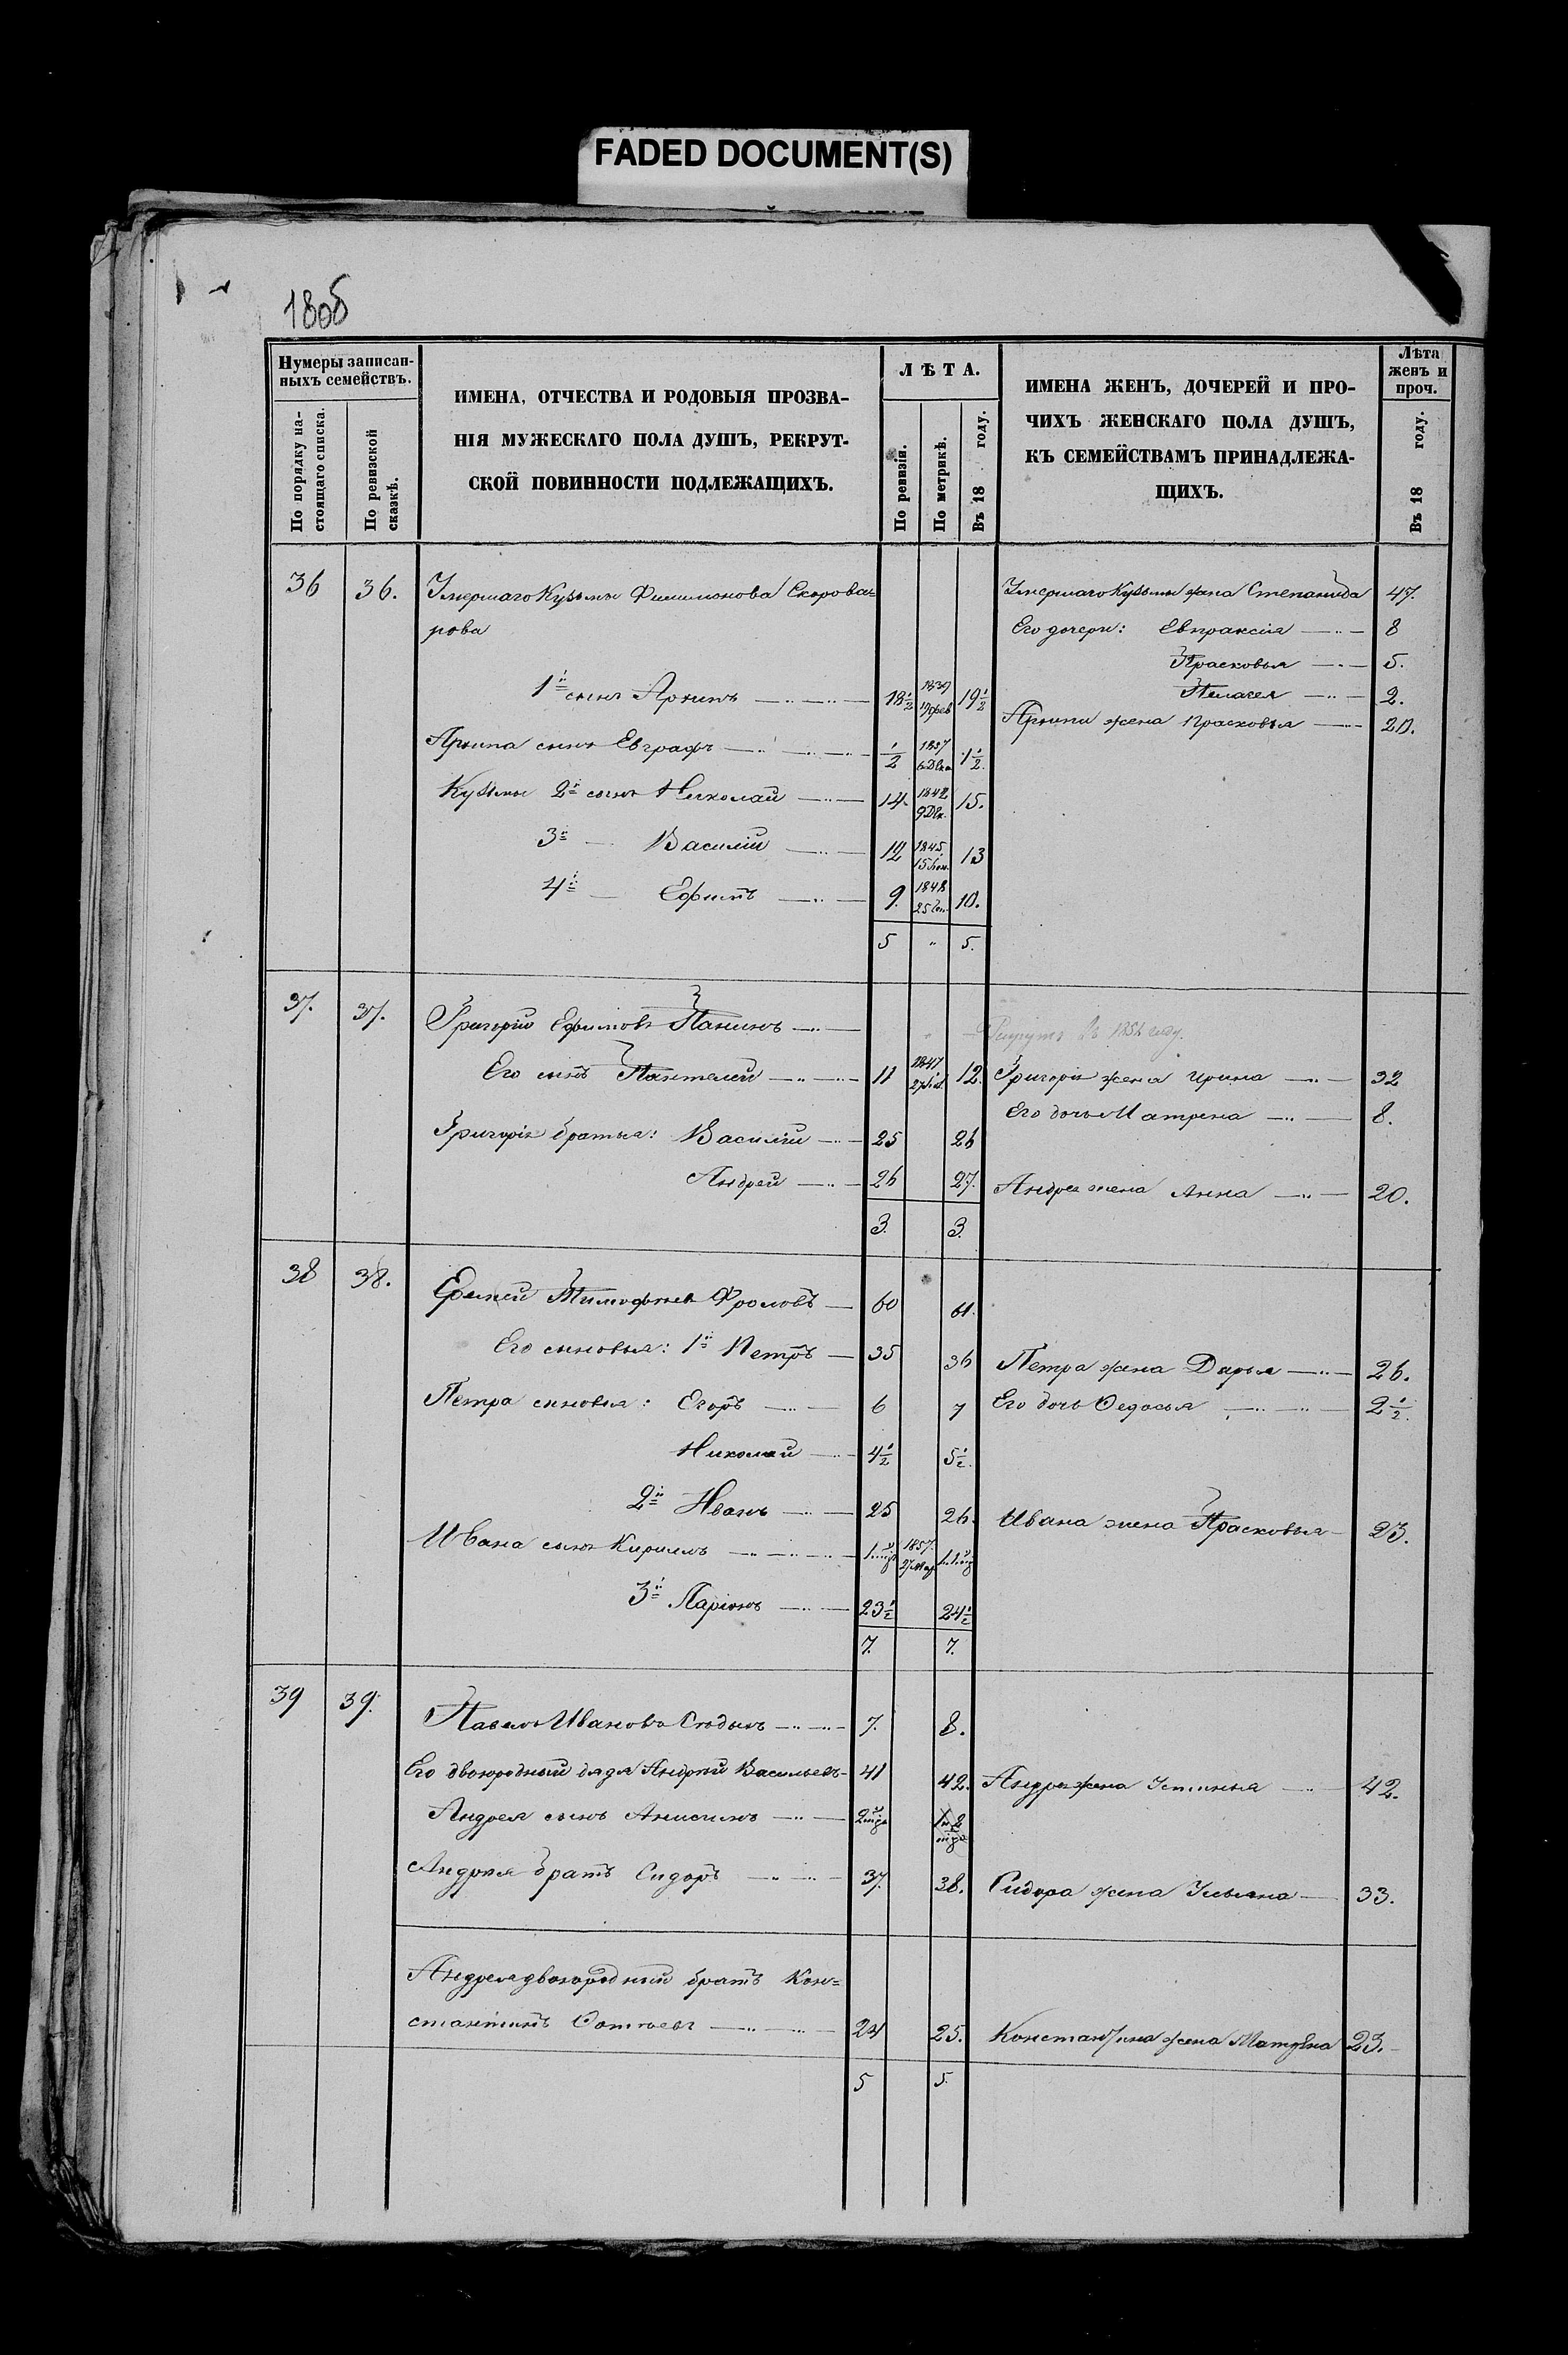 FADED DOCUMENT(S)
1805
Нумеры записан-
ныхъ семействъ.
По порядку на-
стоящаго списка.
По ревизской
сказкѣ.
ИМЕНА, ОТЧЕСТВА И РОДОВЫЯ ПРОЗВА-
НІЯ МУЖЕСКАГО ПОЛА ДУШЪ, РЕКРУТ-
СКОЙ ПОВИННОСТИ ПОДЛЕЖАЩИХЪ.
ЛѢТА.
По ревизіи.
По метрикѣ.
Въ 18 году.
ИМЕНА ЖЕНЪ, ДОЧЕРЕЙ И ПРО-
ЧИХЪ ЖЕНСКАГО ПОЛА ДУШЪ,
КЪ СЕМЕЙСТВАМЪ ПРИНАДЛЕЖА-
ЩИХЪ.
Лѣта
женъ и
проч.
Въ 18 году.
36 36. Умершаго Кузьмы Филимонова Скорова=
рова
Умершаго Кузьмы жена Степанида 47.
Его дочери: Евпраксія 8
Прасковья 5.
Пелагея 2.
1й сынъ Архипъ 18½ 1839 19½
Архипа жена Прасковья 20.
Архипа сынъ Евграфъ ½ 1857 1½.
Кузьмы 2й сынъ Николай 14. 1842 15.
3й — Василій 12 1845 13
4й — Ефимъ 9. 1848 10.
5 " 5.
37. 37. Григорій Ефимовъ Панинъ
Рекрутъ въ 1854 году.
Его сынъ Пантелей 11 1847 12.
Григорія жена Ирина 32
Его дочь Матрена 8.
Григорія братья: Василій 25 26
Андрей 26 27.
Андрея жена Анна 20.
3. 3.
38 38. Тимофѣевъ Фроловъ 60 61.
Его сыновья: 1й Петръ 35 36
Петра жена Дарья 26.
Петра сыновья: Егоръ 6 7
Его дочь Федосья 2½.
Николай 4½ 5½.
2й Иванъ 25 26.
Ивана жена Прасковья 23.
Ивана сынъ Кирилъ 1857.
3й Ларіонъ 23½ 24½
7. 7.
39 39. Павелъ Ивановъ 7. 8.
Его двоюродный дядя Андрей Васильевъ 41 42.
Андрея жена Устинья 42.
Андрея сынъ Анисимъ
Андрея братъ Сидоръ 37. 38.
Сидора жена Ульяна 33.
Андрея двоюродный братъ Кон=
стантинъ 24 25.
Константина жена Матрена 23.
5 5.